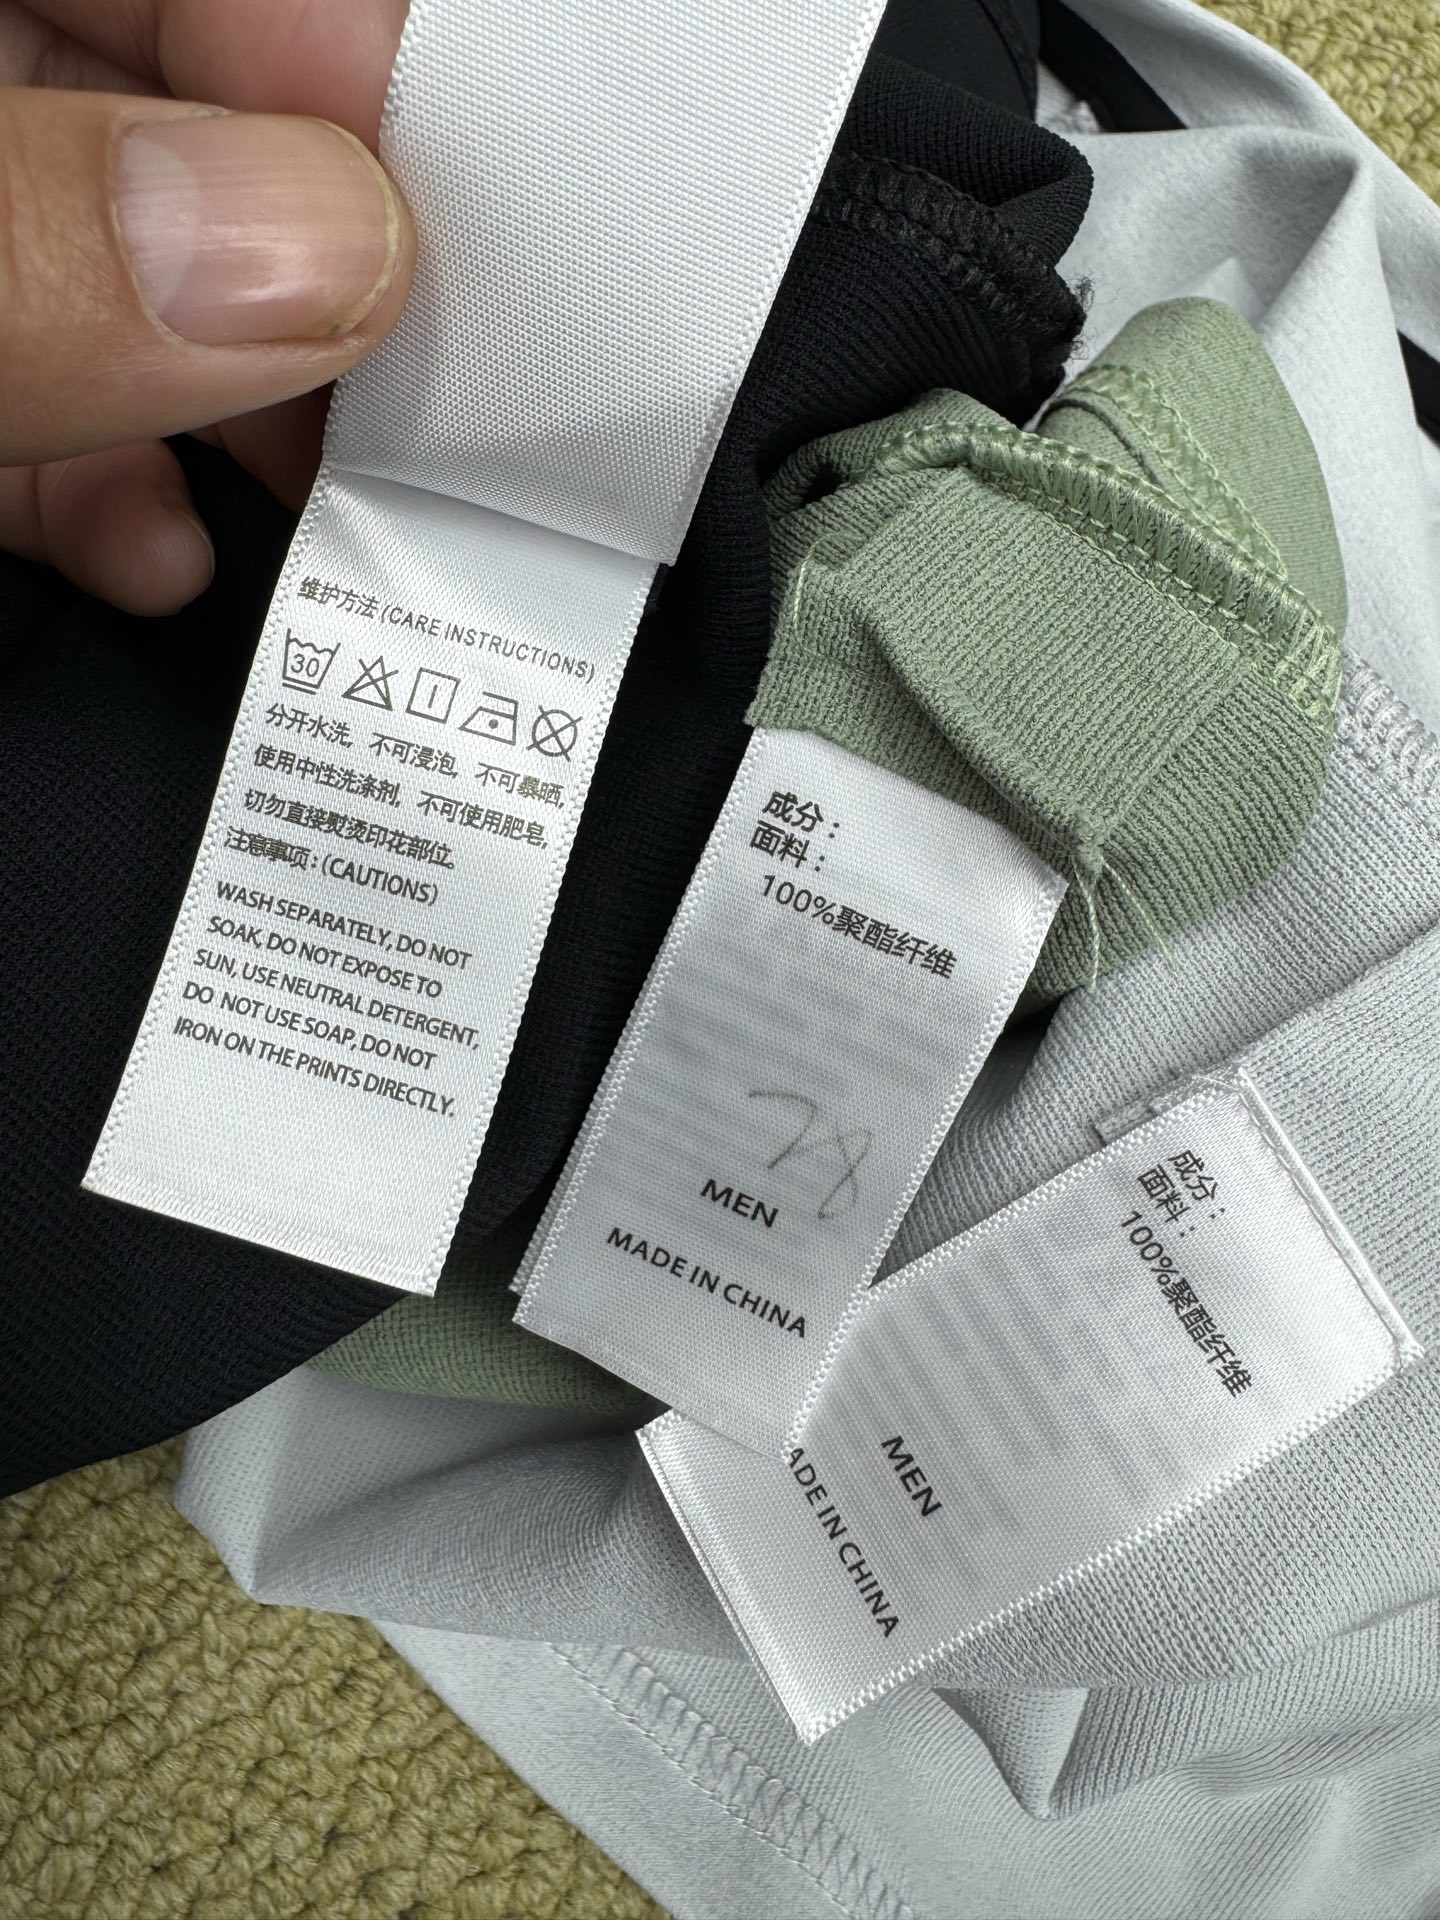 维护方法(CARE INSTRUCTIONS)
30
分开水洗,不可浸泡,不可曝晒,
使用中性洗涤剂,不可使用肥皂,
切勿直接熨烫印花部位。
注意事项:(CAUTIONS)
WASH SEPARATELY, DO NOT
SOAK, DO NOT EXPOSE TO
SUN, USE NEUTRAL DETERGENT,
DO NOT USE SOAP, DO NOT
IRON ON THE PRINTS DIRECTLY.
成分:
面料:
100%聚酯纤维
28
MEN
MADE IN CHINA
成分:
面料:
100%聚酯纤维
MEN
ADE IN CHINA